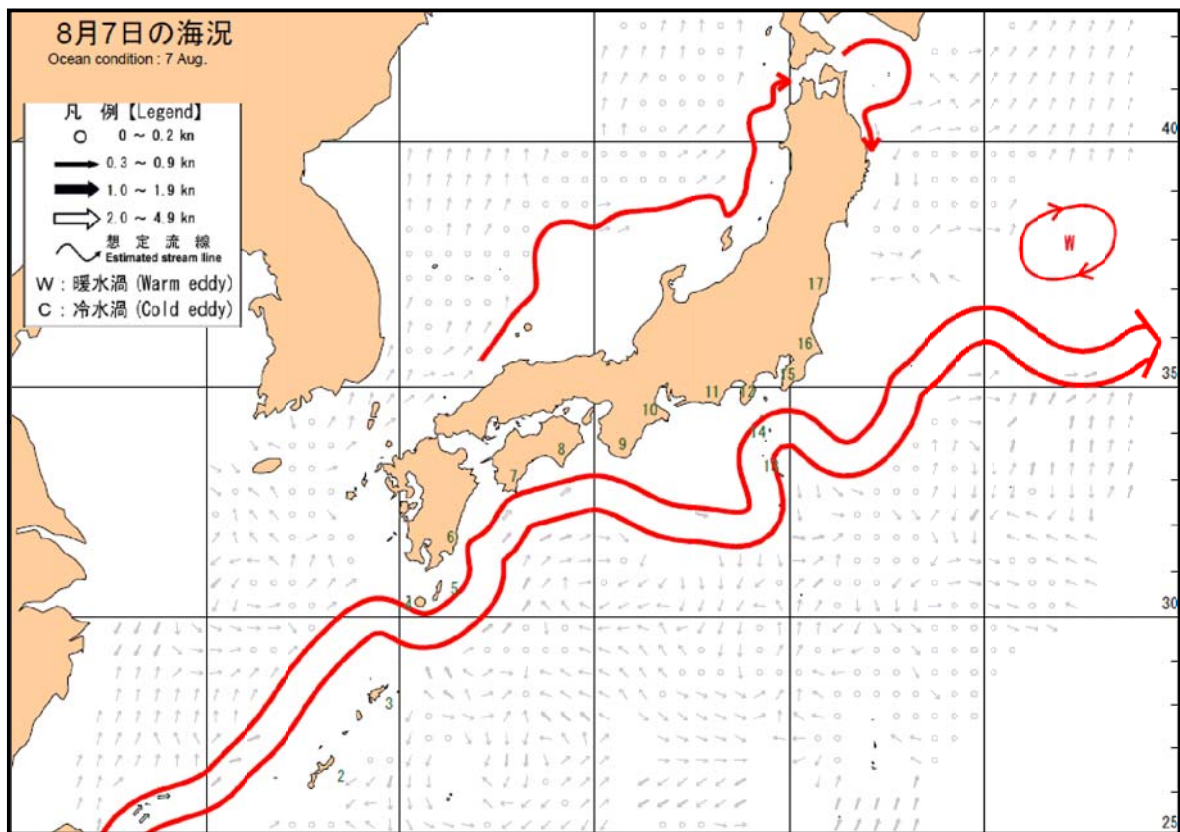 8月7日の海況
Ocean condition : 7 Aug.
凡 例【Legend】
0 ~ 0.2 kn
0.3 ~ 0.9 kn
1.0 ~ 1.9 kn
2.0 ~ 4.9 kn
想 定 流 線
Estimated stream line
W : 暖水渦 (Warm eddy)
C : 冷水渦 (Cold eddy)
40
W
17
16
35
15
12
11
10
14
9
8
13
7
6
5
30
3
2
25